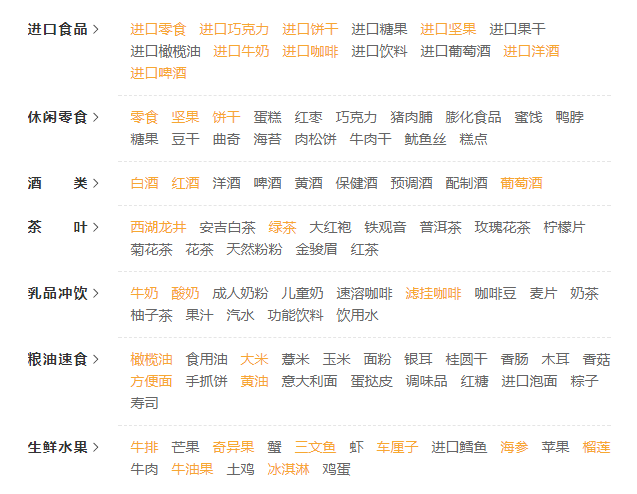 进口食品 > 进口零食 进口巧克力 进口饼干 进口糖果 进口坚果 进口果干
进口橄榄油 进口牛奶 进口咖啡 进口饮料 进口葡萄酒 进口洋酒
进口啤酒
休闲零食 > 零食 坚果 饼干 蛋糕 红枣 巧克力 猪肉脯 膨化食品 蜜饯 鸭脖
糖果 豆干 曲奇 海苔 肉松饼 牛肉干 鱿鱼丝 糕点
酒 类 > 白酒 红酒 洋酒 啤酒 黄酒 保健酒 预调酒 配制酒 葡萄酒
茶 叶 > 西湖龙井 安吉白茶 绿茶 大红袍 铁观音 普洱茶 玫瑰花茶 柠檬片
菊花茶 花茶 天然粉粉 金骏眉 红茶
乳品冲饮 > 牛奶 酸奶 成人奶粉 儿童奶 速溶咖啡 滤挂咖啡 咖啡豆 麦片 奶茶
柚子茶 果汁 汽水 功能饮料 饮用水
粮油速食 > 橄榄油 食用油 大米 薏米 玉米 面粉 银耳 桂圆干 香肠 木耳 香菇
方便面 手抓饼 黄油 意大利面 蛋挞皮 调味品 红糖 进口泡面 粽子
寿司
生鲜水果 > 牛排 芒果 奇异果 蟹 三文鱼 虾 车厘子 进口鳕鱼 海参 苹果 榴莲
牛肉 牛油果 土鸡 冰淇淋 鸡蛋